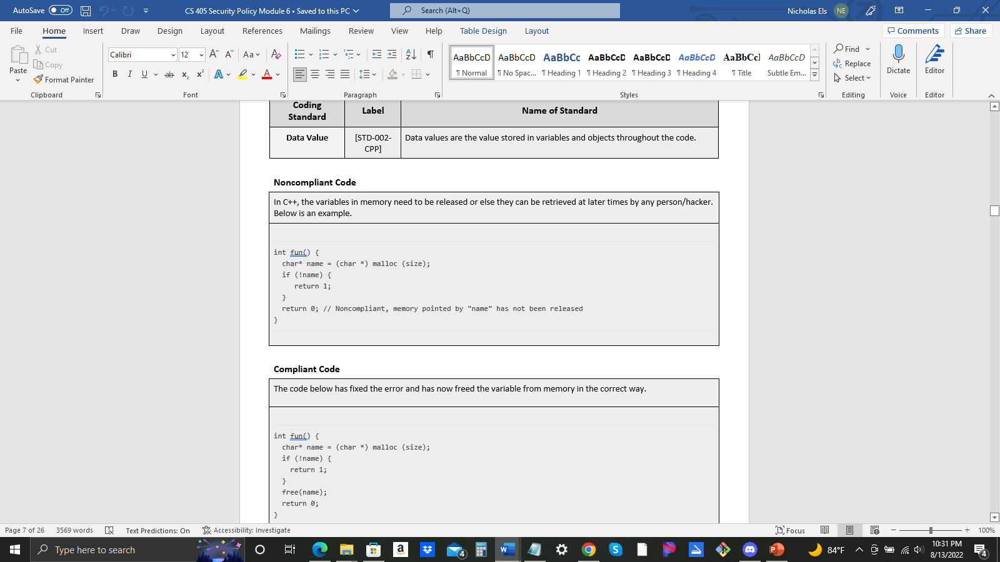 AutoSave Off CS 405 Security Policy Module 6 • Saved to this PC Search (Alt+Q) Nicholas Els NE
File Home Insert Draw Design Layout References Mailings Review View Help Table Design Layout Comments Share
Paste Cut Copy Format Painter
Clipboard
Calibri 12 Aa
B I U ab x₂ x² A A
Font
Paragraph
AaBbCcD AaBbCcD AaBbCc AaBbCcD AaBbCcD AaBbCcD AaBbCcI AaBbCcD
¶ Normal ¶ No Spac... ¶ Heading 1 ¶ Heading 2 ¶ Heading 3 ¶ Heading 4 ¶ Title Subtle Em...
Styles
Find
Replace
Select
Editing
Dictate
Voice
Editor
Editor
Coding Label Name of Standard
Standard
Data Value [STD-002- Data values are the value stored in variables and objects throughout the code.
CPP]
Noncompliant Code
In C++, the variables in memory need to be released or else they can be retrieved at later times by any person/hacker.
Below is an example.
int fun() {
char* name = (char *) malloc (size);
if (!name) {
return 1;
}
return 0; // Noncompliant, memory pointed by "name" has not been released
}
Compliant Code
The code below has fixed the error and has now freed the variable from memory in the correct way.
int fun() {
char* name = (char *) malloc (size);
if (!name) {
return 1;
}
free(name);
return 0;
}
Page 7 of 26 3569 words Text Predictions: On Accessibility: Investigate Focus 100%
Type here to search 4 84°F 10:31 PM
8/13/2022 4